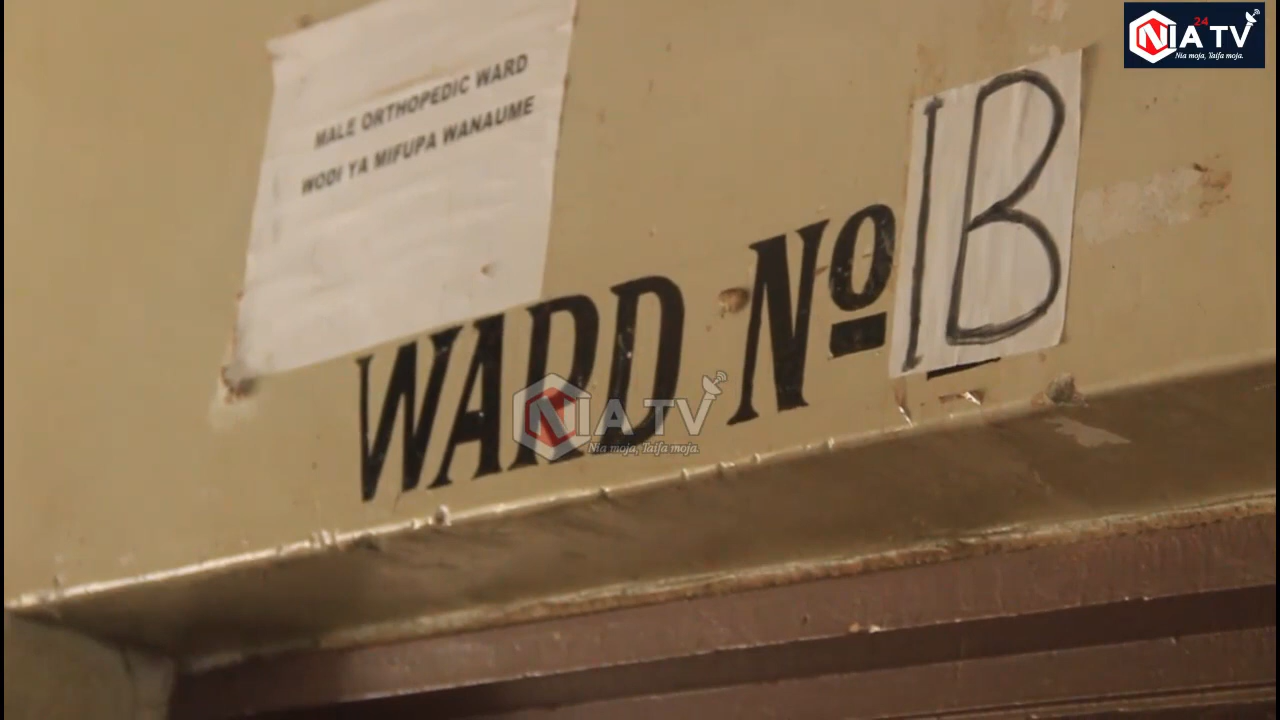 MALE ORTHOPEDIC WARD
WODI YA MIFUPA WANAUME
WARD Nº 1B
24
NIA TV
Nia moja, Taifa moja.
NIA TV
Nia moja, Taifa moja.